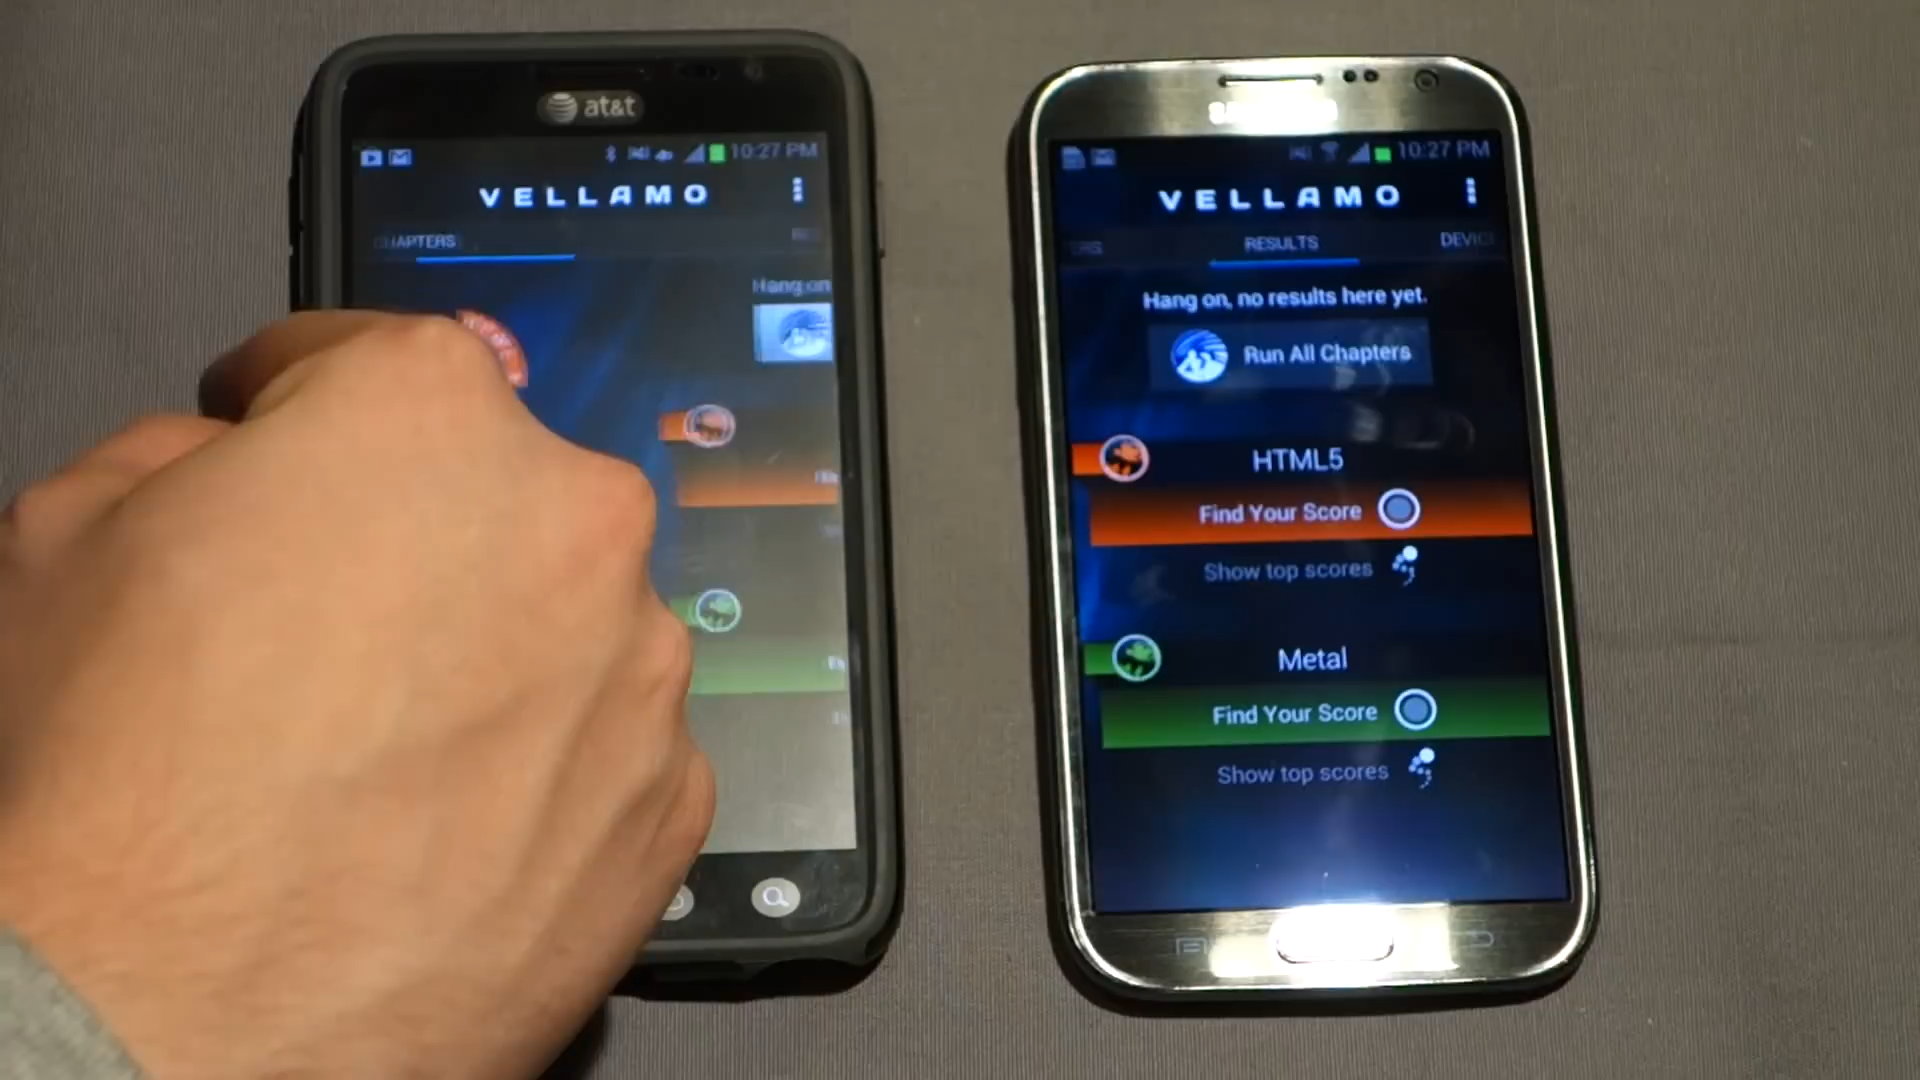 at&t
10:27 PM
VELLAMO
CHAPTERS
Hang on
10:27 PM
VELLAMO
RESULTS
Hang on, no results here yet.
Run All Chapters
HTML5
Find Your Score
Show top scores
Metal
Find Your Score
Show top scores